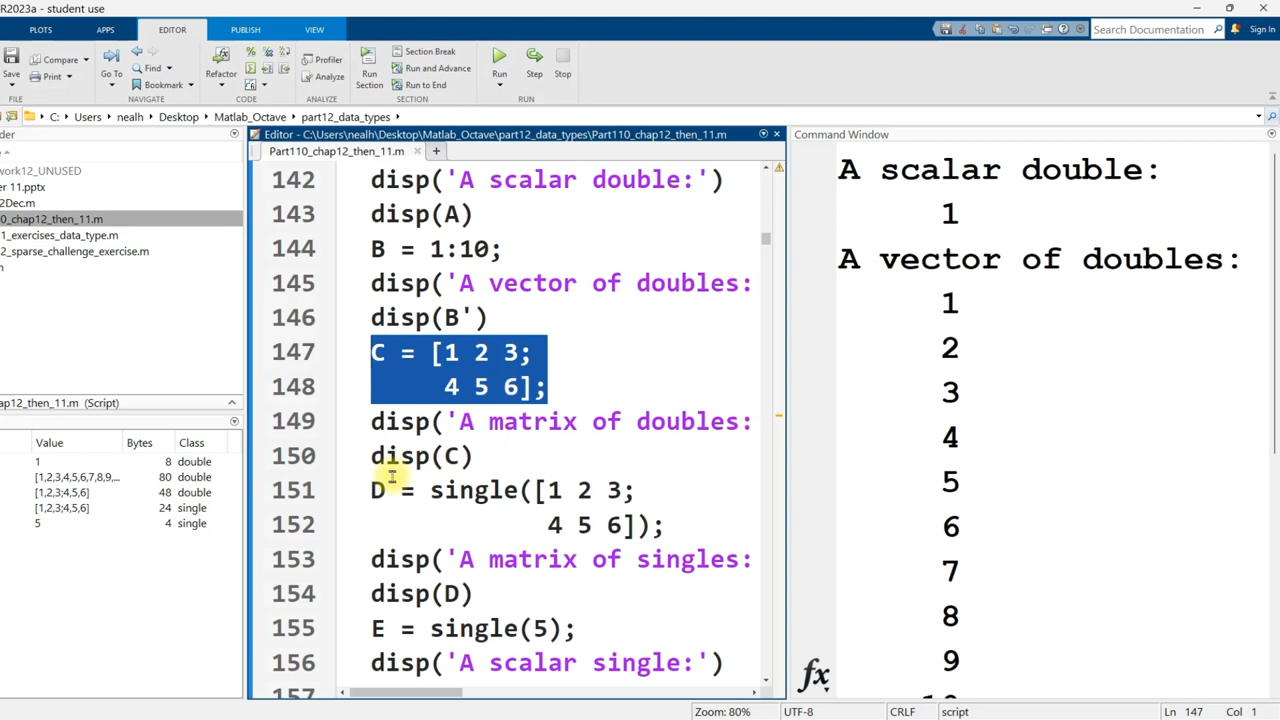 R2023a - student use
PLOTS APPS EDITOR PUBLISH VIEW
Search Documentation Sign In
Save Compare Print
Go To Find Bookmark
Refactor
Profiler Analyze
Run Section
Section Break
Run and Advance
Run to End
Run Step Stop
FILE NAVIGATE CODE ANALYZE SECTION RUN
C: Users nealh Desktop Matlab_Octave part12_data_types
der
work12_UNUSED
er 11.pptx
2Dec.m
0_chap12_then_11.m
1_exercises_data_type.m
2_sparse_challenge_exercise.m
n
ap12_then_11.m (Script)
Value Bytes Class
1 8 double
[1,2,3,4,5,6,7,8,9,... 80 double
[1,2,3;4,5,6] 48 double
[1,2,3;4,5,6] 24 single
5 4 single
Editor - C:\Users\nealh\Desktop\Matlab_Octave\part12_data_types\Part110_chap12_then_11.m
Part110_chap12_then_11.m
142 disp('A scalar double:')
143 disp(A)
144 B = 1:10;
145 disp('A vector of doubles:
146 disp(B')
147 C = [1 2 3;
148 4 5 6];
149 disp('A matrix of doubles:
150 disp(C)
151 D = single([1 2 3;
152 4 5 6]);
153 disp('A matrix of singles:
154 disp(D)
155 E = single(5);
156 disp('A scalar single:')
157
Command Window
A scalar double:
1
A vector of doubles:
1
2
3
4
5
6
7
8
9
10
fx
Zoom: 80% UTF-8 CRLF script Ln 147 Col 1